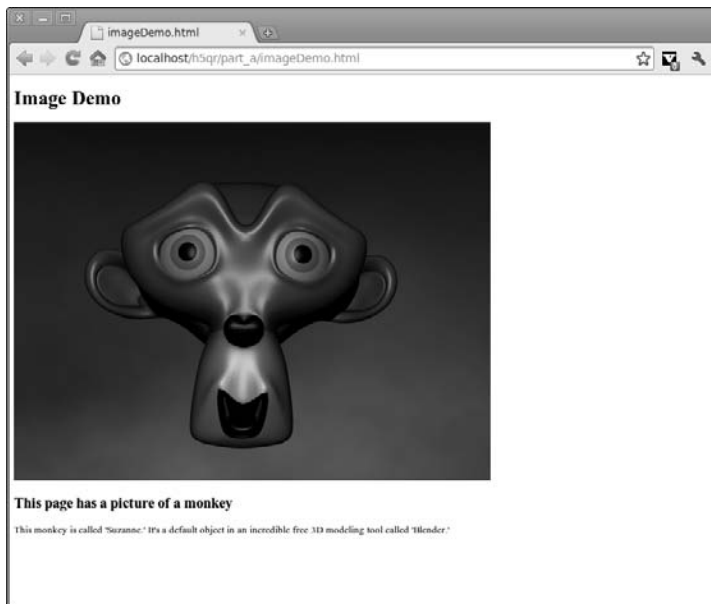 imageDemo.html
localhost/h5qr/part_a/imageDemo.html
Image Demo
This page has a picture of a monkey
This monkey is called "Suzanne." It's a default object in an incredible free 3D modeling tool called "Blender."